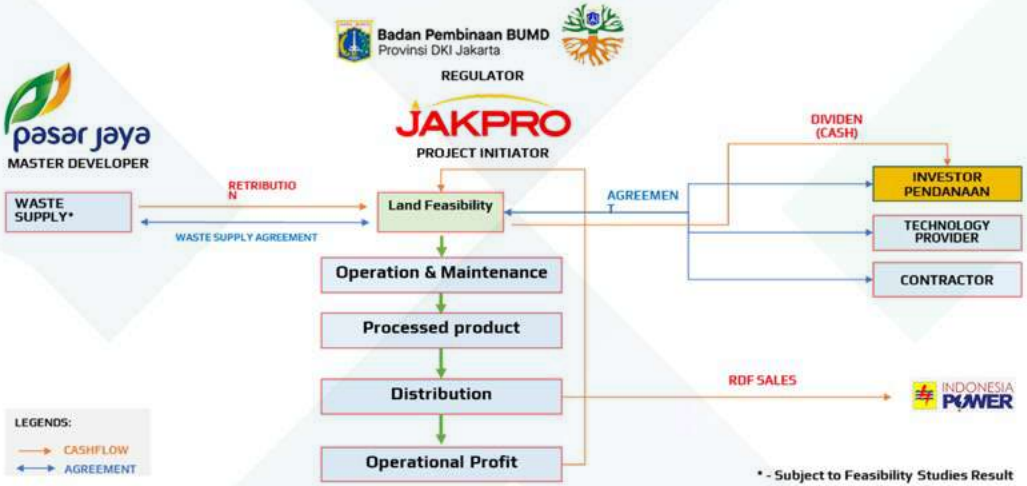 Badan Pembinaan BUMD
Provinsi DKI Jakarta
REGULATOR
pasar jaya
MASTER DEVELOPER
JAKPRO
PROJECT INITIATOR
DIVIDEN
(CASH)
WASTE
SUPPLY*
RETRIBUTIO
N
WASTE SUPPLY AGREEMENT
Land Feasibility
AGREEMEN
T
INVESTOR
PENDANAAN
TECHNOLOGY
PROVIDER
CONTRACTOR
Operation & Maintenance
Processed product
Distribution
RDF SALES
INDONESIA
POWER
Operational Profit
LEGENDS:
CASHFLOW
AGREEMENT
* - Subject to Feasibility Studies Result